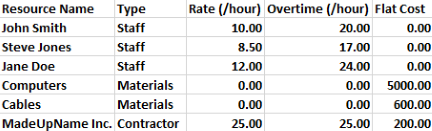 Resource Name Type Rate (/hour) Overtime (/hour) Flat Cost
John Smith Staff 10.00 20.00 0.00
Steve Jones Staff 8.50 17.00 0.00
Jane Doe Staff 12.00 24.00 0.00
Computers Materials 0.00 0.00 5000.00
Cables Materials 0.00 0.00 600.00
MadeUpName Inc. Contractor 25.00 25.00 200.00